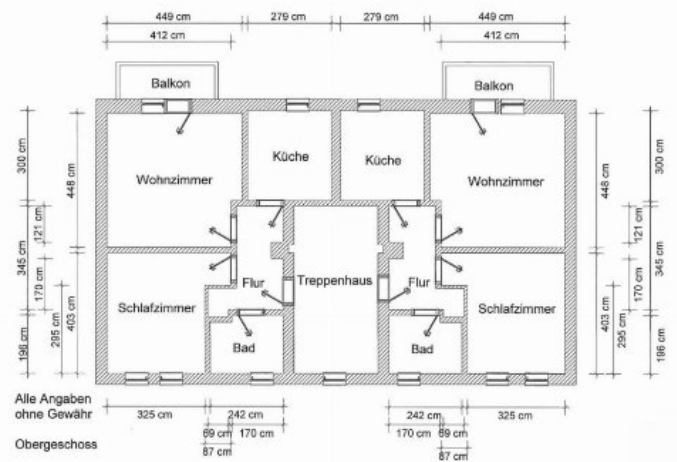 449 cm 279 cm 279 cm 449 cm
412 cm 412 cm
Balkon Balkon
300 cm 448 cm Wohnzimmer Küche Küche Wohnzimmer 448 cm 300 cm
121 cm 121 cm
345 cm 170 cm Flur Treppenhaus Flur 170 cm 345 cm
Schlafzimmer Schlafzimmer
196 cm 295 cm 403 cm Bad Bad 403 cm 295 cm 196 cm
Alle Angaben
ohne Gewähr
325 cm 242 cm 242 cm 325 cm
69 cm 170 cm 170 cm 69 cm
87 cm 87 cm
Obergeschoss